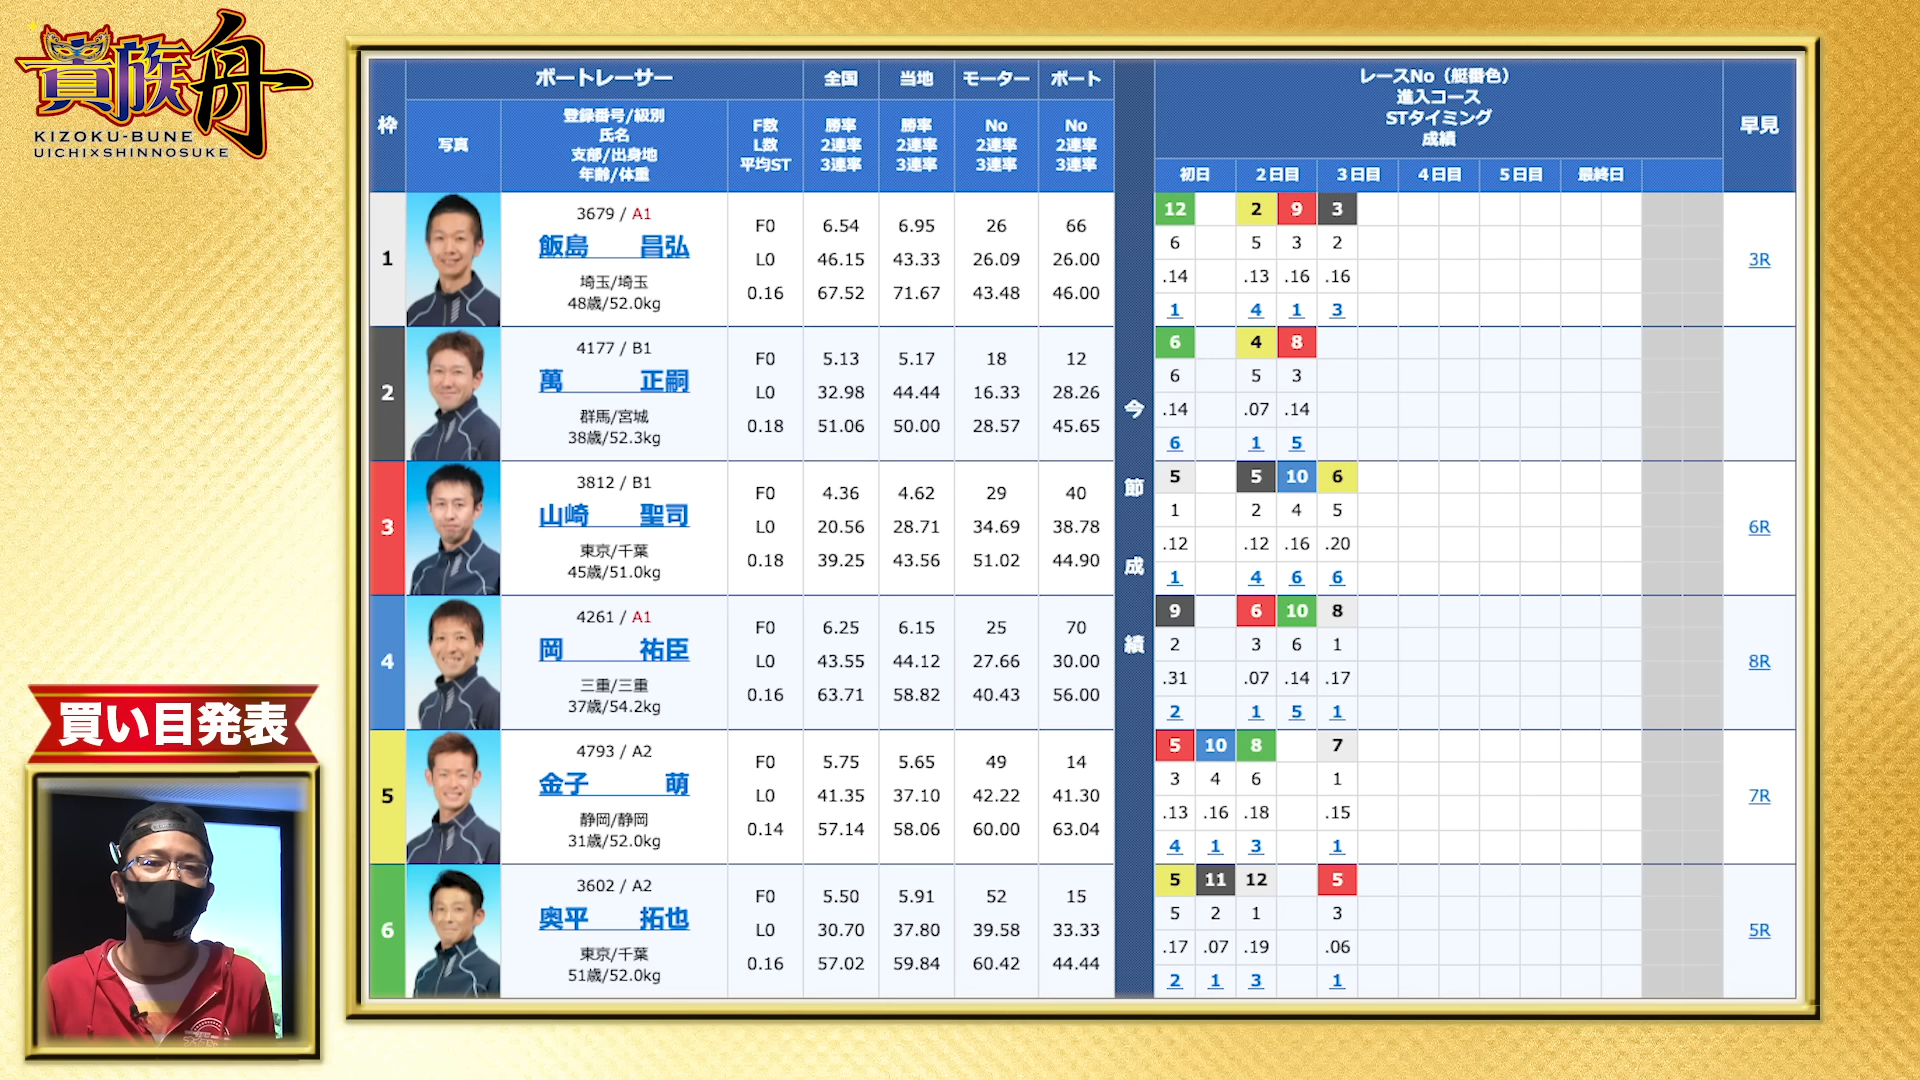 貴族舟
KIZOKU-BUNE
UICHI×SHINNOSUKE
枠 ボートレーサー 全国 当地 モーター ボート レースNo（艇番色） 早見
進入コース
STタイミング
成績
写真 登録番号/級別 F数 勝率 勝率 No No
氏名 L数 2連率 2連率 2連率 2連率
支部/出身地 平均ST 3連率 3連率 3連率 3連率
年齢/体重
初日 2日目 3日目 4日目 5日目 最終日
今節成績
1 3679 / A1 12 2 9 3
飯島 昌弘 F0 6.54 6.95 26 66 6 5 3 2
埼玉/埼玉 L0 46.15 43.33 26.09 26.00 .14 .13 .16 .16 3R
48歳/52.0kg 0.16 67.52 71.67 43.48 46.00 1 4 1 3
2 4177 / B1 6 4 8
萬 正嗣 F0 5.13 5.17 18 12 6 5 3
群馬/宮城 L0 32.98 44.44 16.33 28.26 .14 .07 .14
38歳/52.3kg 0.18 51.06 50.00 28.57 45.65 6 1 5
3 3812 / B1 5 5 10 6
山崎 聖司 F0 4.36 4.62 29 40 1 2 4 5
東京/千葉 L0 20.56 28.71 34.69 38.78 .12 .12 .16 .20 6R
45歳/51.0kg 0.18 39.25 43.56 51.02 44.90 1 4 6 6
4 4261 / A1 9 6 10 8
岡 祐臣 F0 6.25 6.15 25 70 2 3 6 1
三重/三重 L0 43.55 44.12 27.66 30.00 .31 .07 .14 .17 8R
37歳/54.2kg 0.16 63.71 58.82 40.43 56.00 2 1 5 1
5 4793 / A2 5 10 8 7
金子 萌 F0 5.75 5.65 49 14 3 4 6 1
静岡/静岡 L0 41.35 37.10 42.22 41.30 .13 .16 .18 .15 7R
31歳/52.0kg 0.14 57.14 58.06 60.00 63.04 4 1 3 1
6 3602 / A2 5 11 12 5
奥平 拓也 F0 5.50 5.91 52 15 5 2 1 3
東京/千葉 L0 30.70 37.80 39.58 33.33 .17 .07 .19 .06 5R
51歳/52.0kg 0.16 57.02 59.84 60.42 44.44 2 1 3 1
買い目発表